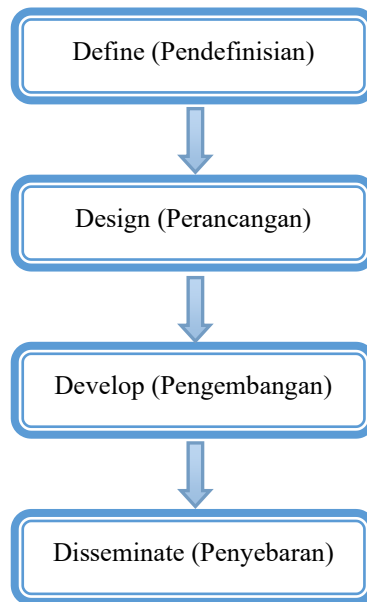 Define (Pendefinisian)
Design (Perancangan)
Develop (Pengembangan)
Disseminate (Penyebaran)